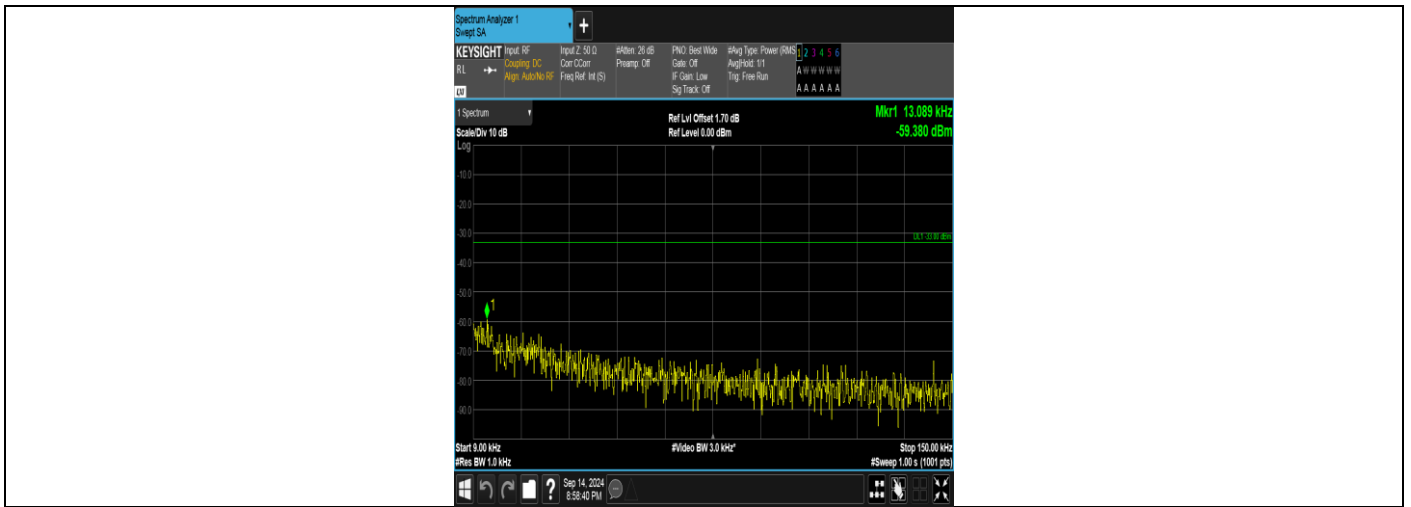 Spectrum Analyzer 1
Swept SA
+
KEYSIGHT Input: RF Input Z: 50 Ω #Atten: 26 dB PNO: Best Wide #Avg Type: Power (RMS 1 2 3 4 5 6
RL Coupling: DC Corr CCorr Preamp: Off Gate: Off Avg|Hold: 1/1 A W W W W W
Align: Auto/No RF Freq Ref: Int (S) IF Gain: Low Trig: Free Run
LXI Sig Track: Off A A A A A A
1 Spectrum Ref Lvl Offset 1.70 dB Mkr1 13.089 kHz
Scale/Div 10 dB Ref Level 0.00 dBm -59.380 dBm
Log
-10.0
-20.0
-30.0
DL1 -33.00 dBm
-40.0
-50.0
1
-60.0
-70.0
-80.0
-90.0
Start 9.00 kHz #Video BW 3.0 kHz* Stop 150.00 kHz
#Res BW 1.0 kHz #Sweep 1.00 s (1001 pts)
? Sep 14, 2024
8:58:40 PM